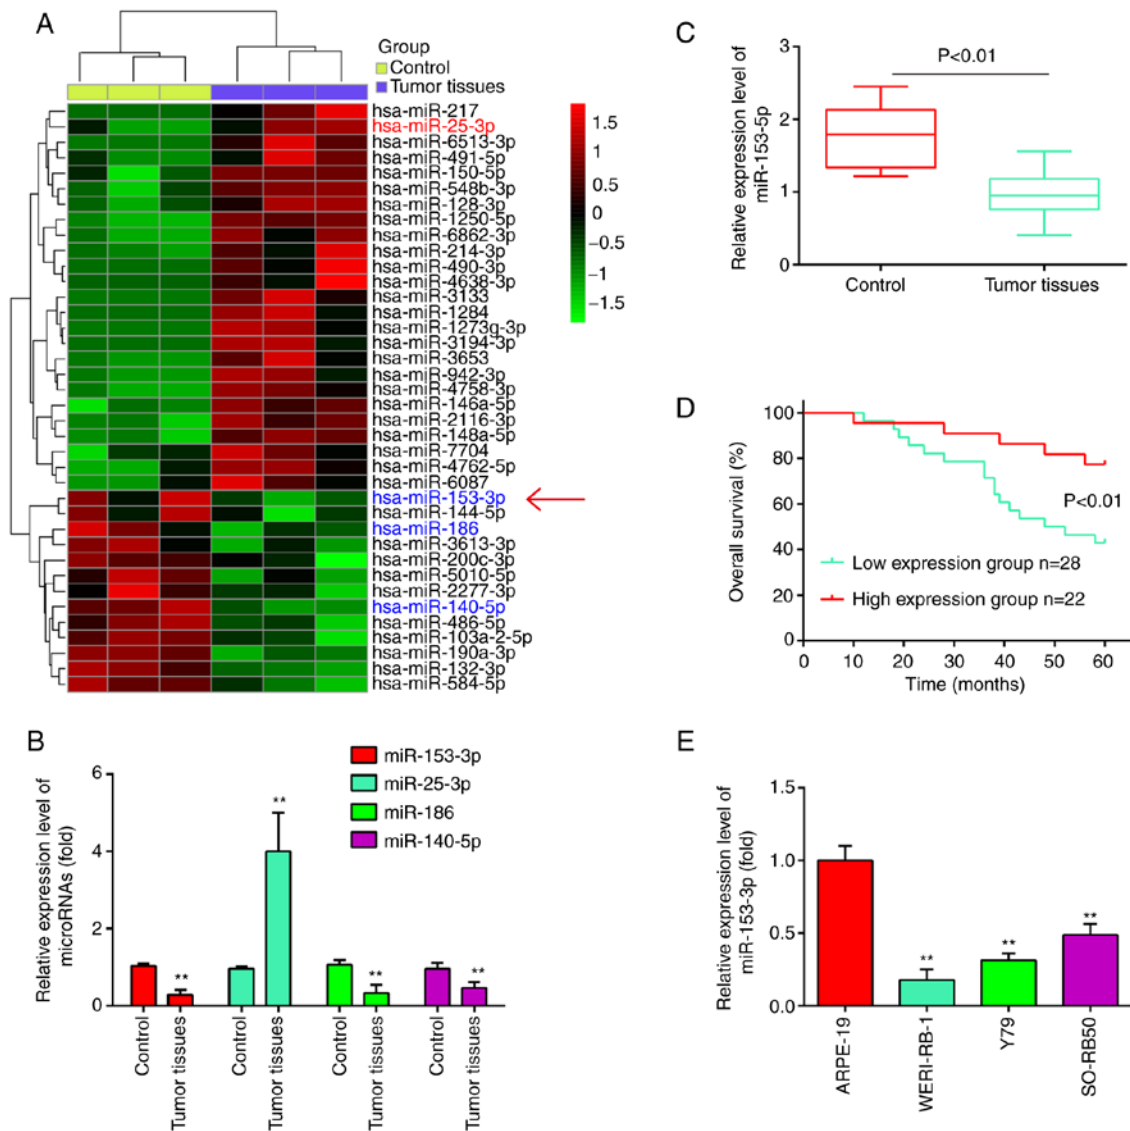 A
Group
Control
Tumor tissues
hsa-miR-217
hsa-miR-25-3p
hsa-miR-6513-3p
hsa-miR-491-5p
hsa-miR-150-5p
hsa-miR-548b-3p
hsa-miR-128-3p
hsa-miR-1250-5p
hsa-miR-6862-3p
hsa-miR-214-3p
hsa-miR-490-3p
hsa-miR-4638-3p
hsa-miR-3133
hsa-miR-1284
hsa-miR-1273g-3p
hsa-miR-3194-3p
hsa-miR-3653
hsa-miR-942-3p
hsa-miR-4758-3p
hsa-miR-146a-5p
hsa-miR-2116-3p
hsa-miR-148a-5p
hsa-miR-7704
hsa-miR-4762-5p
hsa-miR-6087
hsa-miR-153-3p
hsa-miR-144-5p
hsa-miR-186
hsa-miR-3613-3p
hsa-miR-200c-3p
hsa-miR-5010-5p
hsa-miR-2277-3p
hsa-miR-140-5p
hsa-miR-486-5p
hsa-miR-103a-2-5p
hsa-miR-190a-3p
hsa-miR-132-3p
hsa-miR-584-5p
1.5
1
0.5
0
−0.5
−1
−1.5
C
Relative expression level of
miR-153-5p
3
2
1
0
P<0.01
Control
Tumor tissues
D
Overall survival (%)
100
80
60
40
20
0
P<0.01
Low expression group n=28
High expression group n=22
0 10 20 30 40 50 60
Time (months)
B
Relative expression level of
microRNAs (fold)
6
4
2
0
miR-153-3p
miR-25-3p
miR-186
miR-140-5p
**
**
**
**
Control
Tumor tissues
Control
Tumor tissues
Control
Tumor tissues
Control
Tumor tissues
E
Relative expression level of
miR-153-3p (fold)
1.5
1.0
0.5
0.0
**
**
**
ARPE-19
WERI-RB-1
Y79
SO-RB50